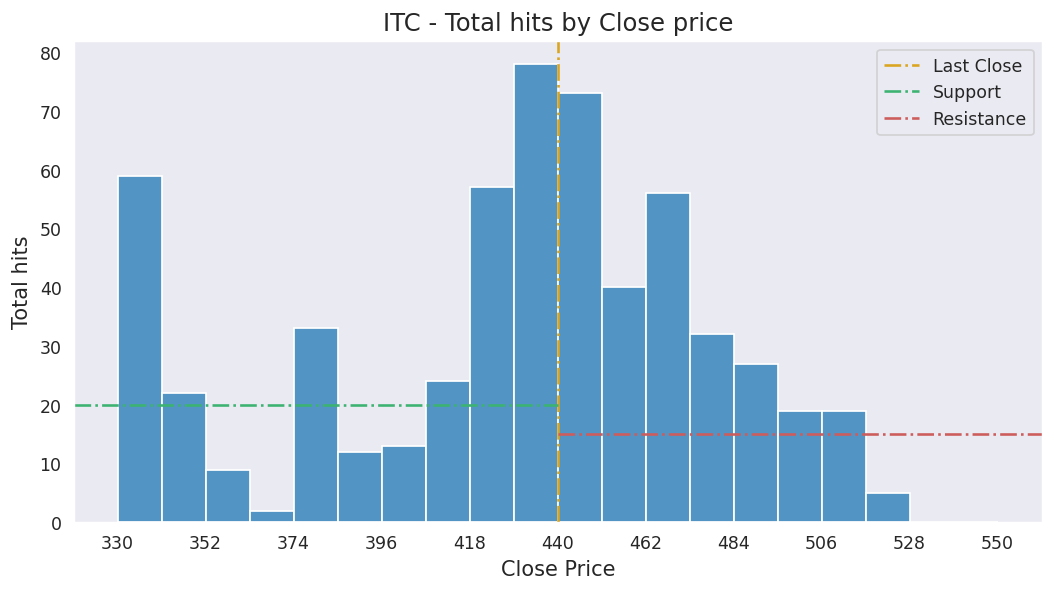 ITC - Total hits by Close price
Last Close
Support
Resistance
Total hits
80
70
60
50
40
30
20
10
0
330 352 374 396 418 440 462 484 506 528 550
Close Price